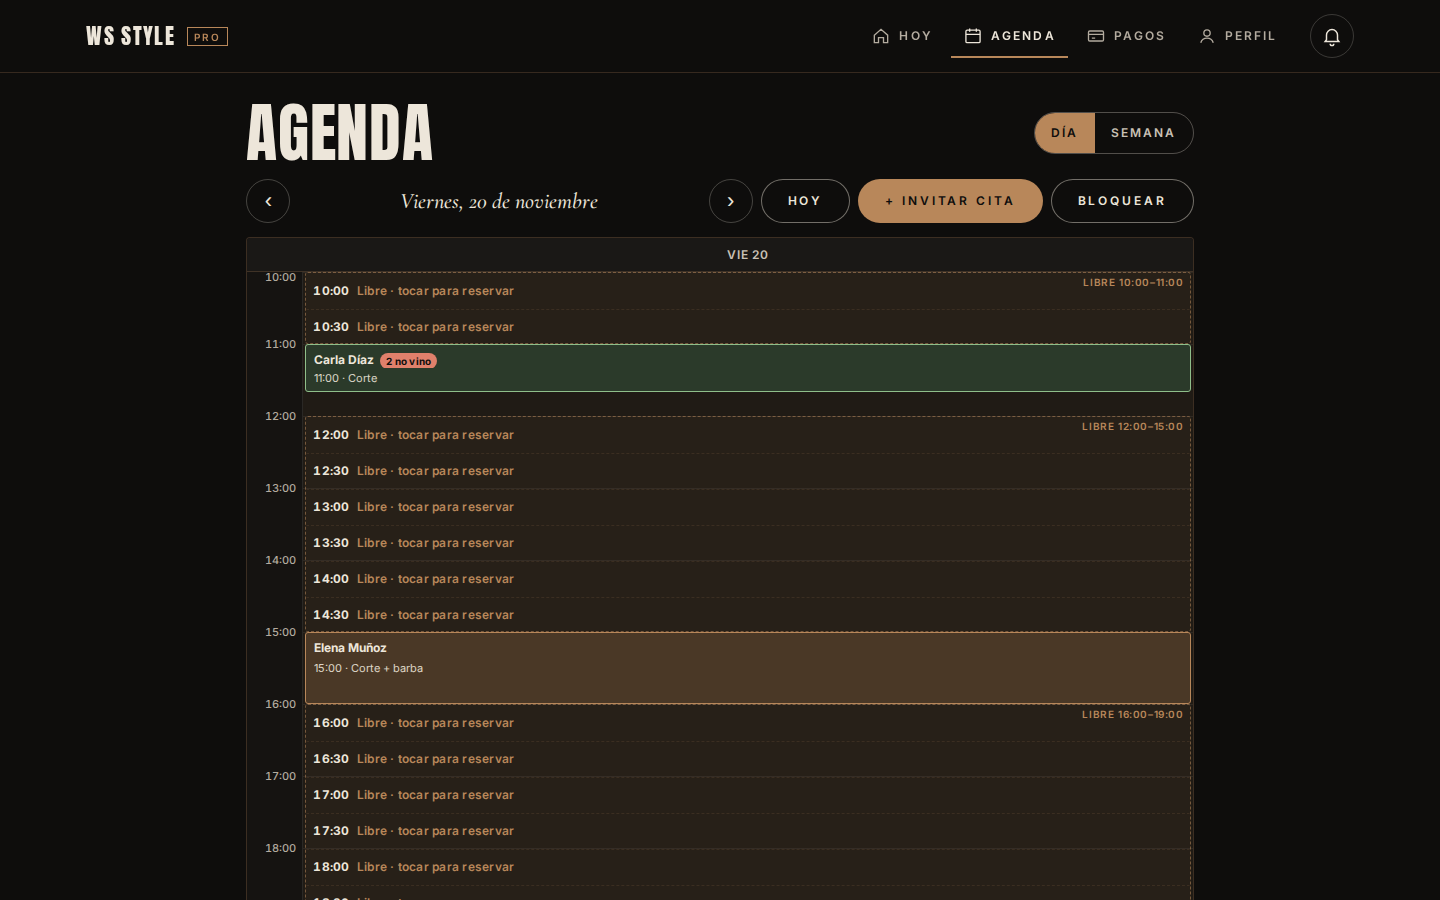 WS STYLE PRO
HOY AGENDA PAGOS PERFIL
AGENDA
DÍA SEMANA
‹ Viernes, 20 de noviembre › HOY + INVITAR CITA BLOQUEAR
VIE 20
10:00
10:00 Libre · tocar para reservar LIBRE 10:00–11:00
10:30 Libre · tocar para reservar
11:00
Carla Díaz 2 no vino
11:00 · Corte
12:00
12:00 Libre · tocar para reservar LIBRE 12:00–15:00
12:30 Libre · tocar para reservar
13:00
13:00 Libre · tocar para reservar
13:30 Libre · tocar para reservar
14:00
14:00 Libre · tocar para reservar
14:30 Libre · tocar para reservar
15:00
Elena Muñoz
15:00 · Corte + barba
16:00
16:00 Libre · tocar para reservar LIBRE 16:00–19:00
16:30 Libre · tocar para reservar
17:00
17:00 Libre · tocar para reservar
17:30 Libre · tocar para reservar
18:00
18:00 Libre · tocar para reservar